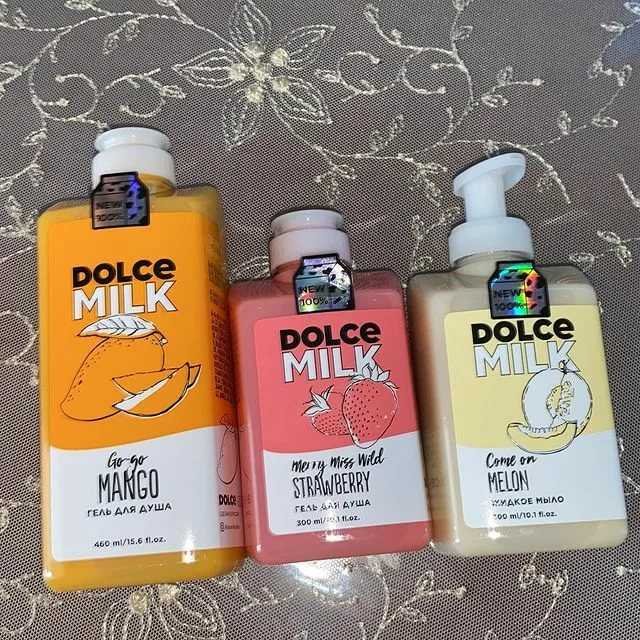 NEW
100%
DOLCE
MILK
Go-go
MANGO
ГЕЛЬ ДЛЯ ДУША
460 ml/15.6 fl.oz.
DOLCE
NEW
100%
DOLCE
MILK
Merry Miss Wild
STRAWBERRY
ГЕЛЬ ДЛЯ ДУША
300 ml/10.1 fl.oz.
NEW
100%
DOLCE
MILK
Come on
MELON
ЖИДКОЕ МЫЛО
300 ml/10.1 fl.oz.